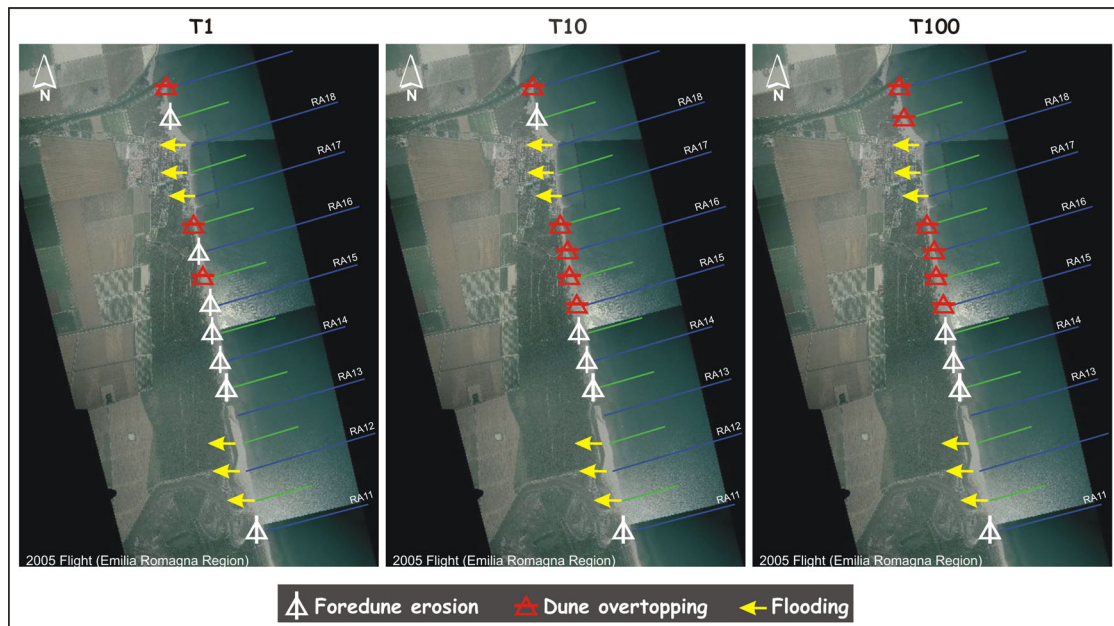 T1
T10
T100
N
N
N
RA18
RA17
RA16
RA15
RA14
RA13
RA12
RA11
RA18
RA17
RA16
RA15
RA14
RA13
RA12
RA11
RA18
RA17
RA16
RA15
RA14
RA13
RA12
RA11
2005 Flight (Emilia Romagna Region)
2005 Flight (Emilia Romagna Region)
2005 Flight (Emilia Romagna Region)
Foredune erosion
Dune overtopping
Flooding